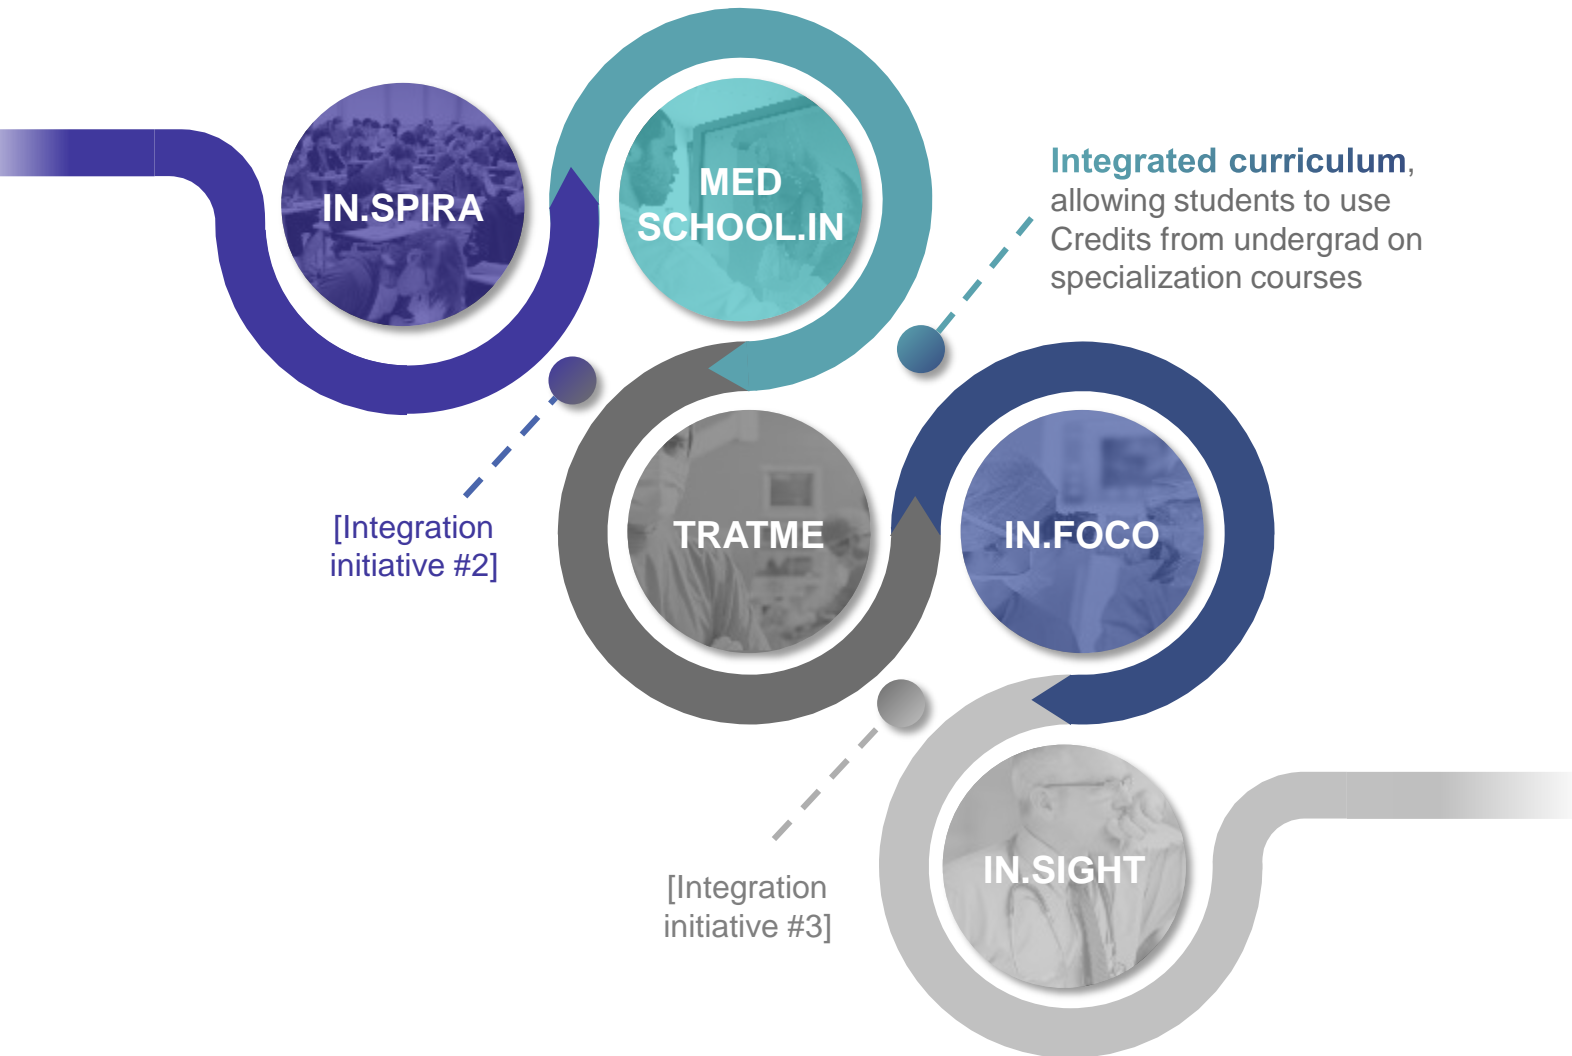 IN.SPIRA
MED
SCHOOL.IN
Integrated curriculum,
allowing students to use
Credits from undergrad on
specialization courses
[Integration
initiative #2]
TRATME
IN.FOCO
[Integration
initiative #3]
IN.SIGHT